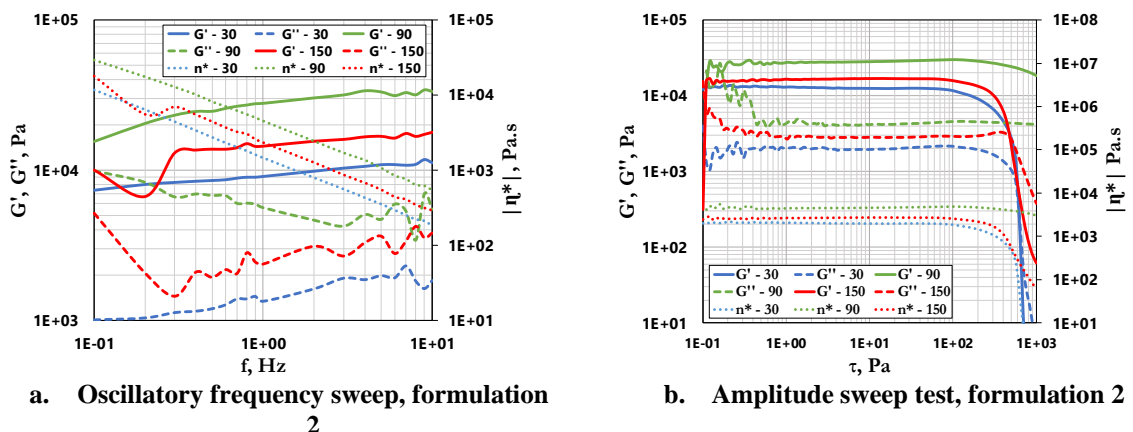 1E+05
1E+04
1E+03
G', G'', Pa
1E+05
1E+04
1E+03
1E+02
1E+01
|η*|, Pa.s
G' - 30 G'' - 30 G' - 90
G'' - 90 G' - 150 G'' - 150
n* - 30 n* - 90 n* - 150
1E-01 1E+00 1E+01
f, Hz
a. Oscillatory frequency sweep, formulation
2
1E+05
1E+04
1E+03
1E+02
1E+01
G', G'', Pa
1E+08
1E+07
1E+06
1E+05
1E+04
1E+03
1E+02
1E+01
|η*| Pa.s
G' - 30 G'' - 30 G' - 90
G'' - 90 G' - 150 G'' - 150
n* - 30 n* - 90 n* - 150
1E-01 1E+00 1E+01 1E+02 1E+03
τ, Pa
b. Amplitude sweep test, formulation 2